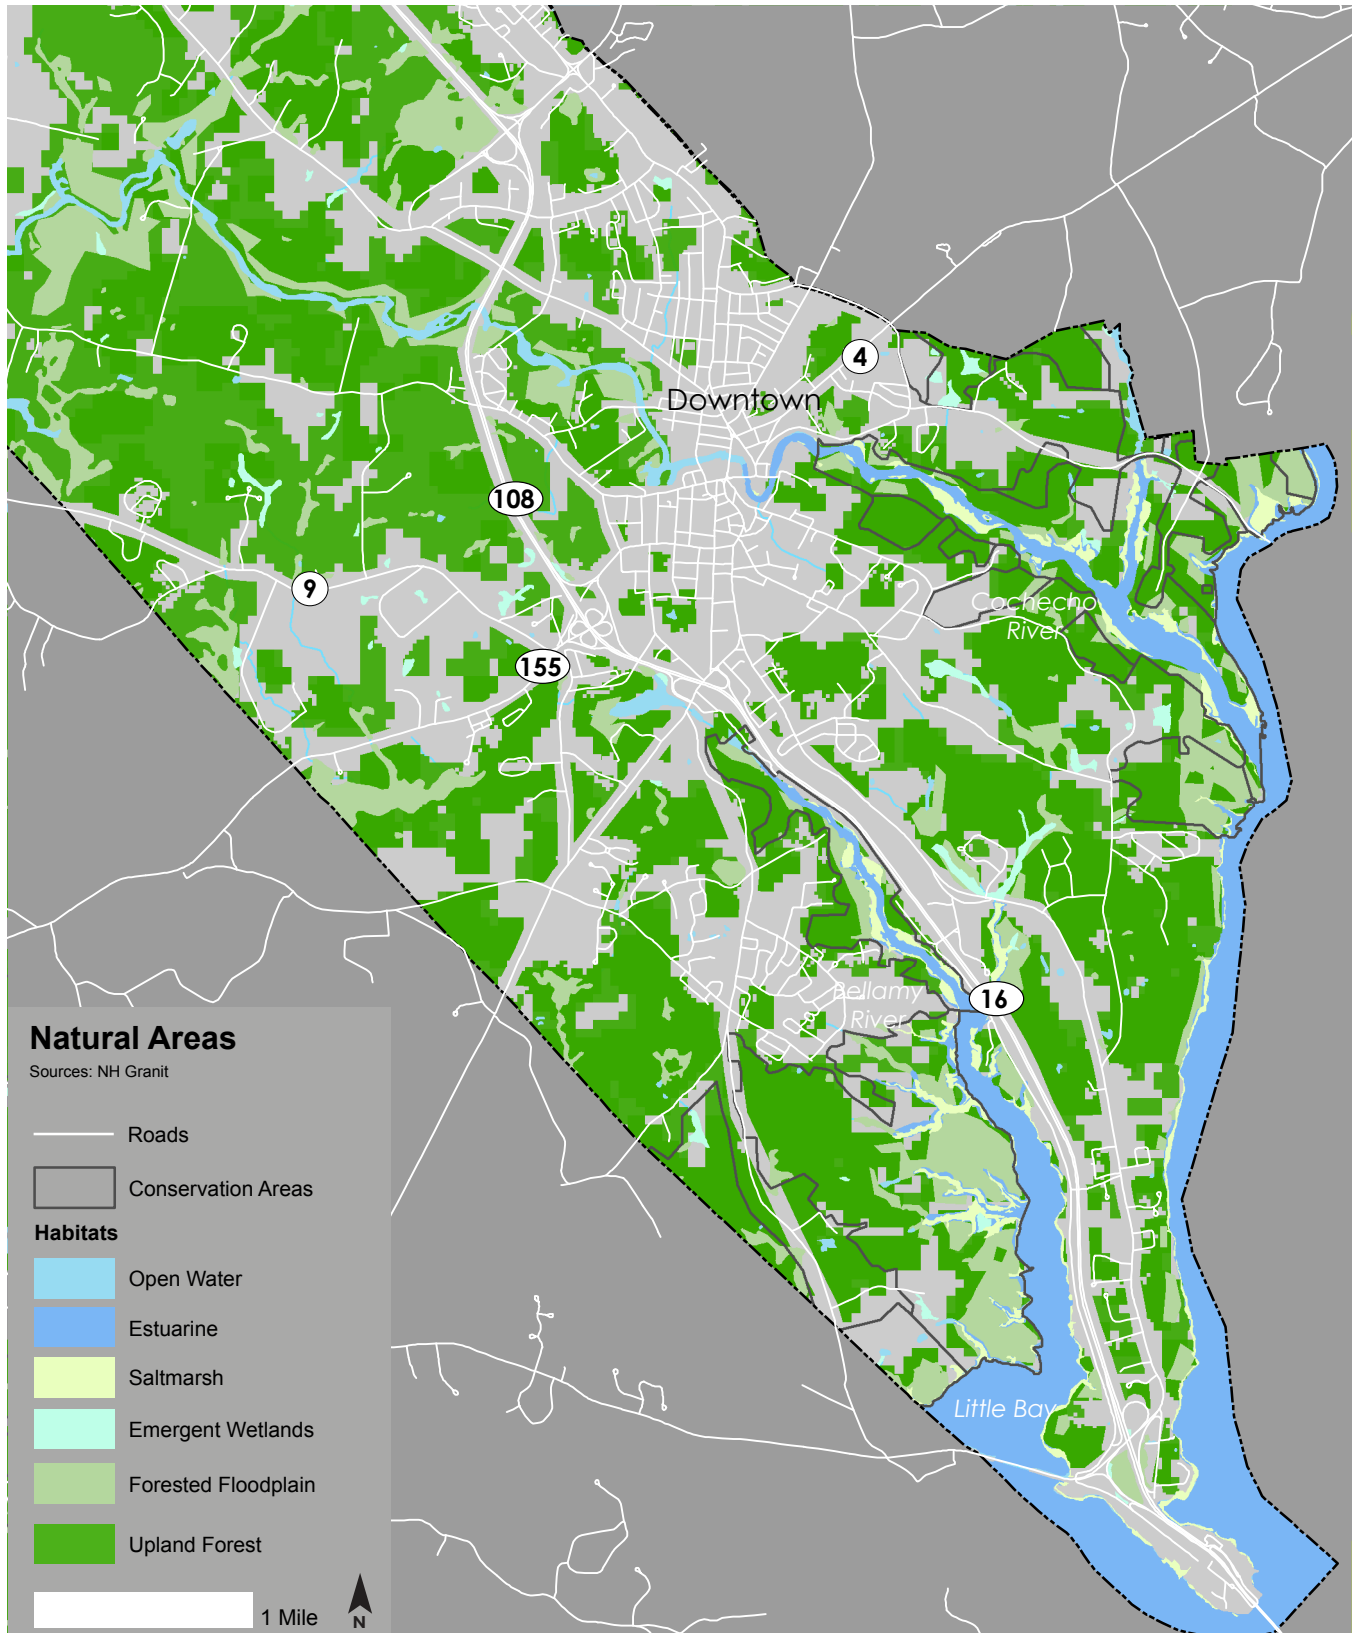 4
Downtown
108
9
Cochecho
River
155
Bellamy
River
16
Little Bay
Natural Areas
Sources: NH Granit
Roads
Conservation Areas
Habitats
Open Water
Estuarine
Saltmarsh
Emergent Wetlands
Forested Floodplain
Upland Forest
1 Mile
N